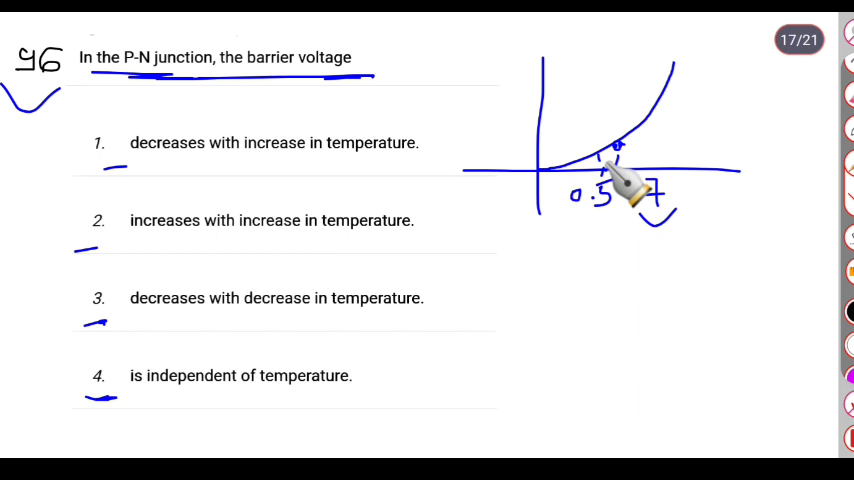 17/21
96 In the P-N junction, the barrier voltage
1. decreases with increase in temperature.
2. increases with increase in temperature.
0.5 7
3. decreases with decrease in temperature.
4. is independent of temperature.